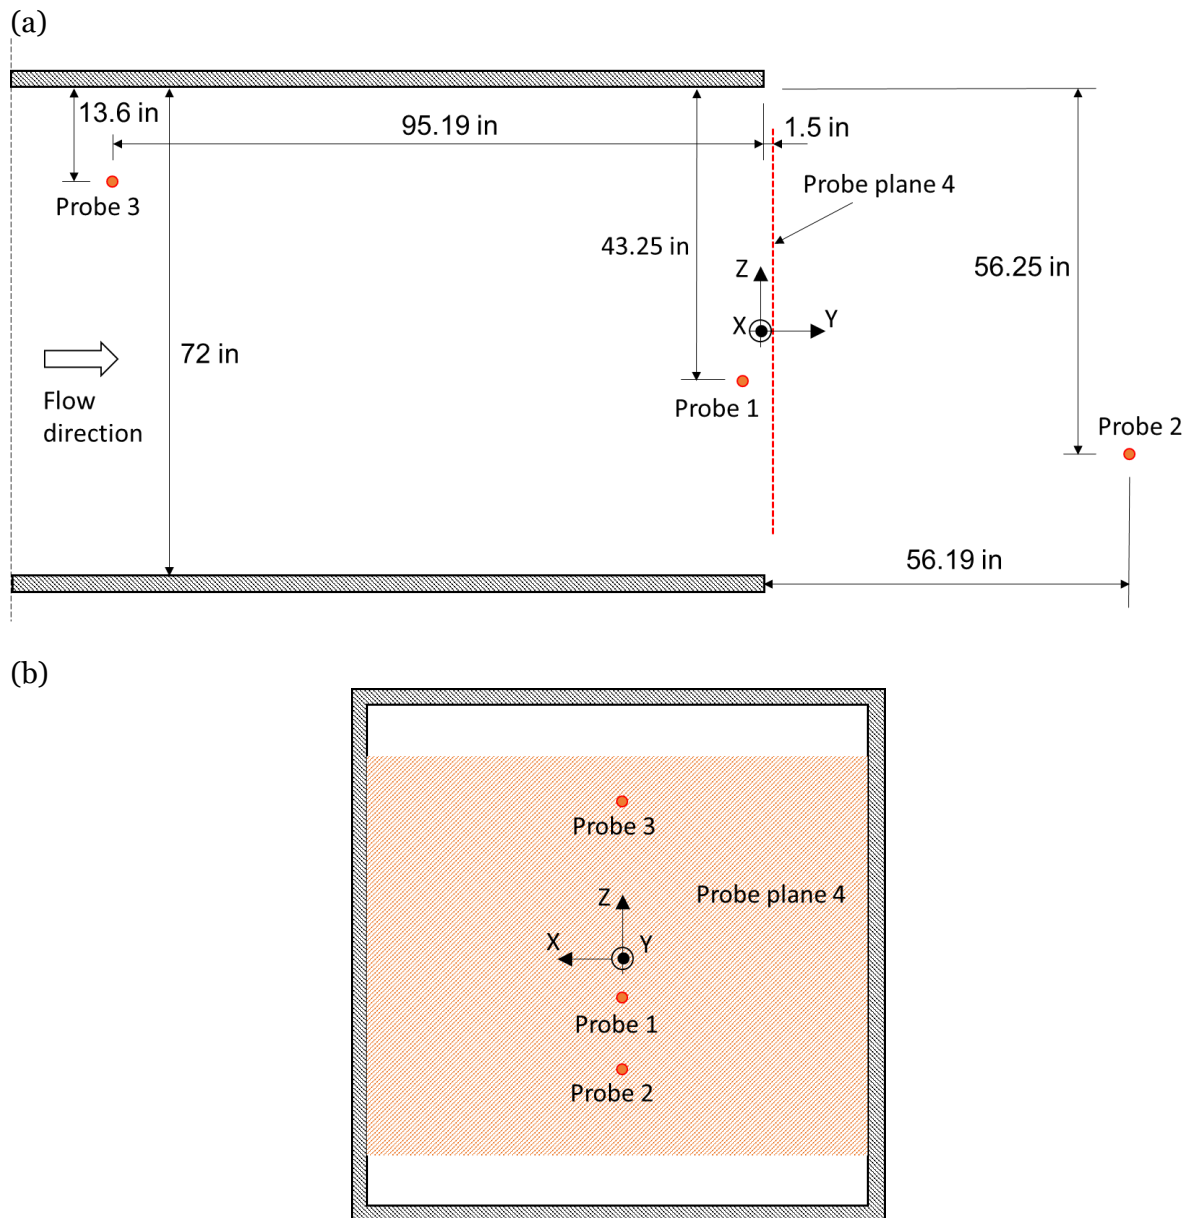 (a)
13.6 in
95.19 in
1.5 in
Probe 3
Probe plane 4
43.25 in
56.25 in
Z
X
Y
72 in
Flow
direction
Probe 1
Probe 2
56.19 in
(b)
Probe 3
Probe plane 4
Z
X
Y
Probe 1
Probe 2